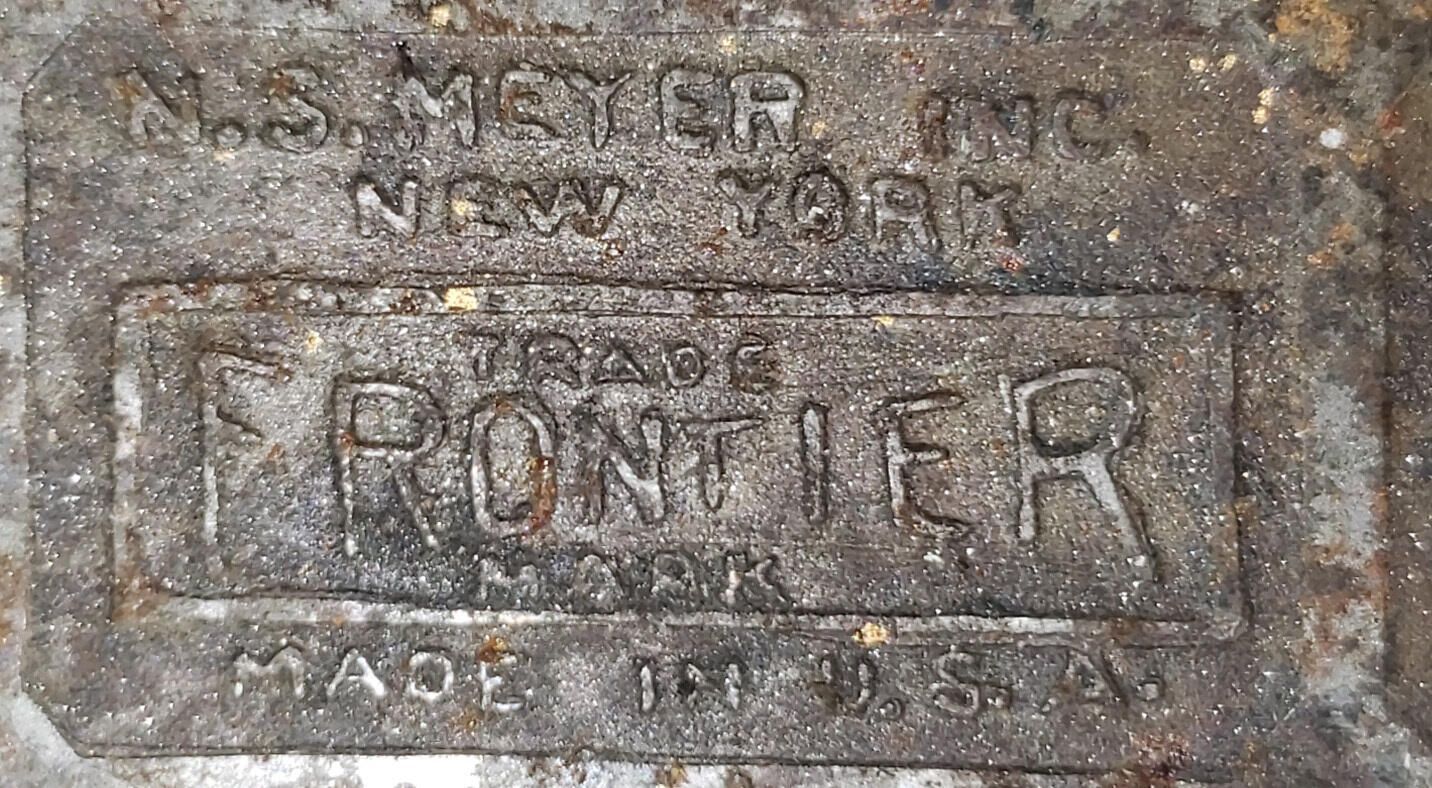 N.S. MEYER INC.
NEW YORK
TRADE
FRONTIER
MARK
MADE IN U.S.A.